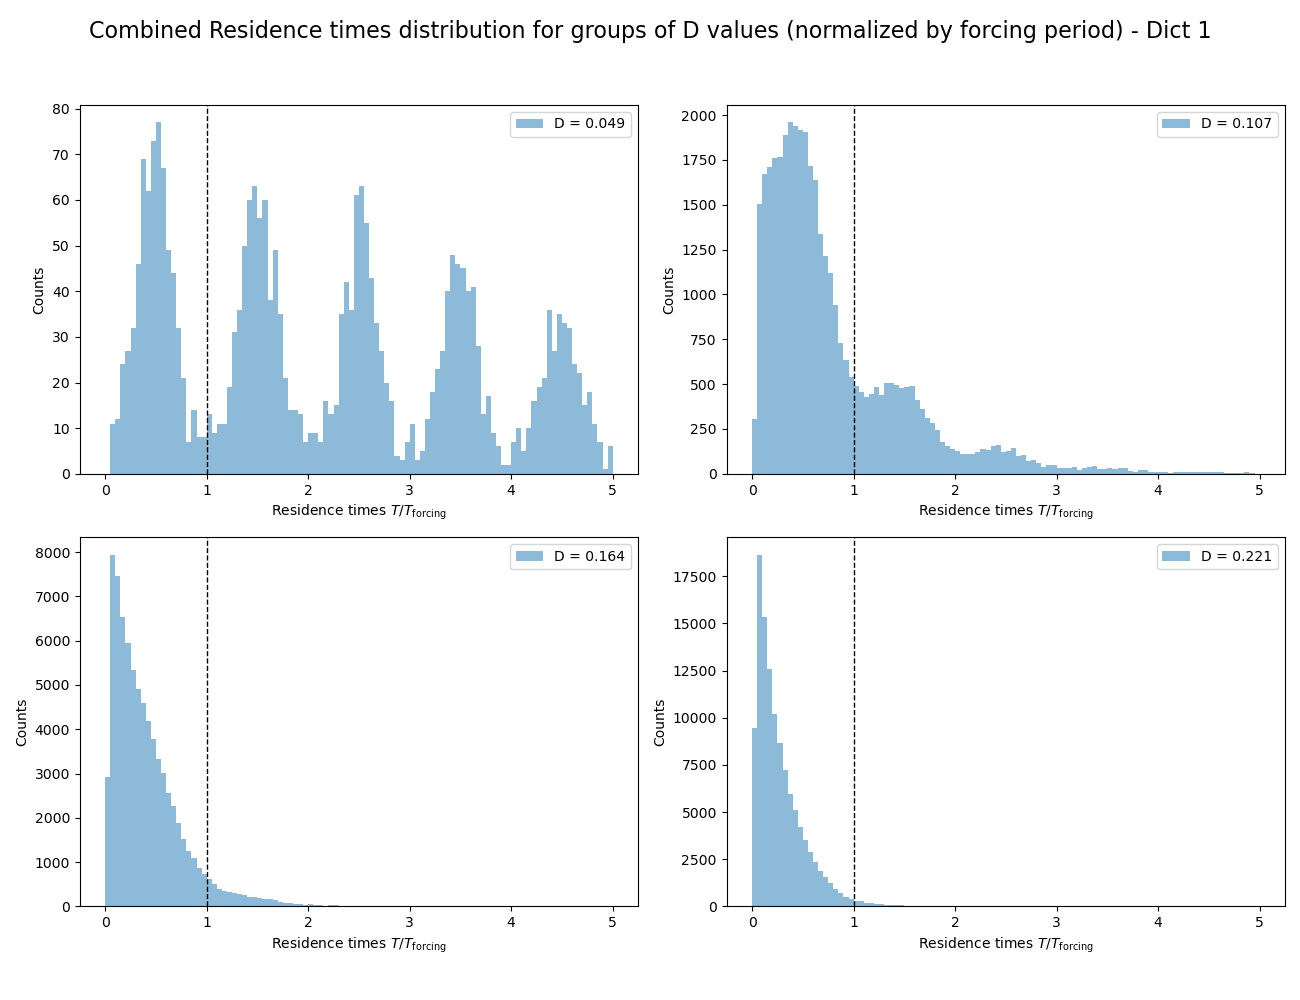 Combined Residence times distribution for groups of D values (normalized by forcing period) - Dict 1
D = 0.049
80
70
60
50
40
30
20
10
0
Counts
0 1 2 3 4 5
Residence times T/T_forcing
D = 0.107
2000
1750
1500
1250
1000
750
500
250
0
Counts
0 1 2 3 4 5
Residence times T/T_forcing
D = 0.164
8000
7000
6000
5000
4000
3000
2000
1000
0
Counts
0 1 2 3 4 5
Residence times T/T_forcing
D = 0.221
17500
15000
12500
10000
7500
5000
2500
0
Counts
0 1 2 3 4 5
Residence times T/T_forcing